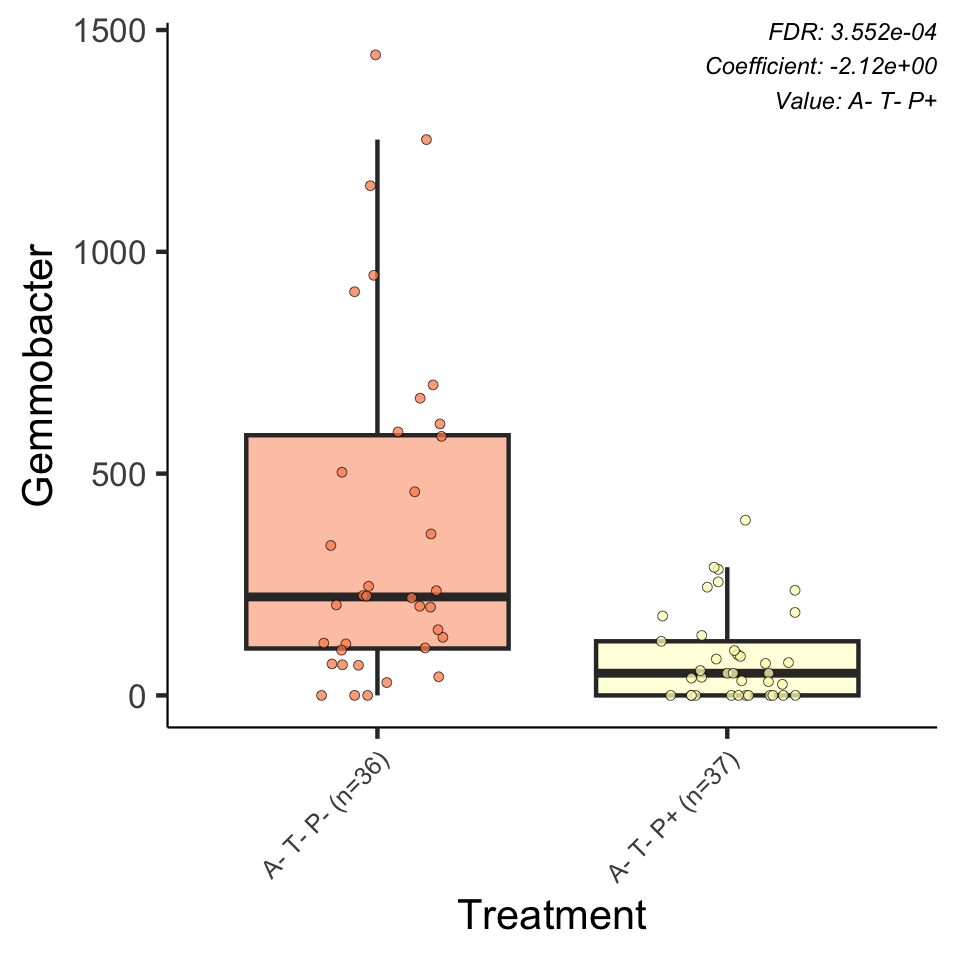 FDR: 3.552e-04
Coefficient: -2.12e+00
Value: A- T- P+
1500
1000
500
0
Gemmobacter
A- T- P- (n=36)
A- T- P+ (n=37)
Treatment